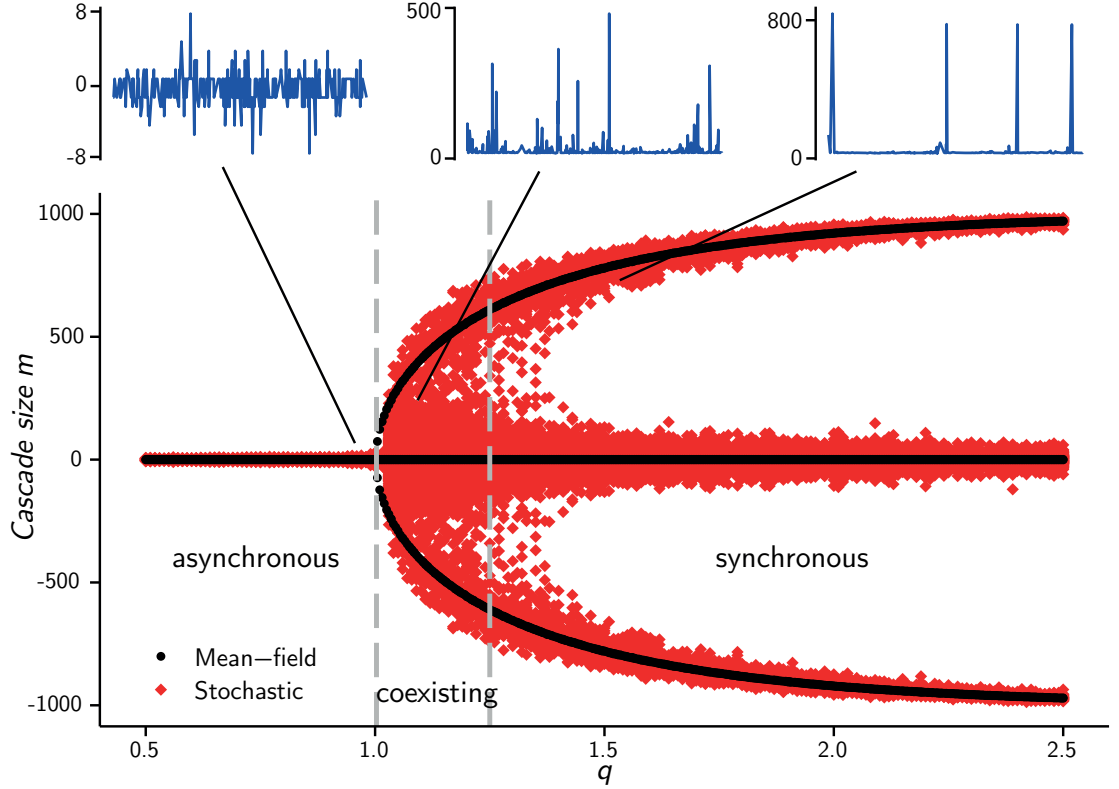 8
0
-8
500
0
800
0
Cascade size m
1000
500
0
-500
-1000
asynchronous
synchronous
coexisting
Mean–field
Stochastic
0.5
1.0
1.5
2.0
2.5
q